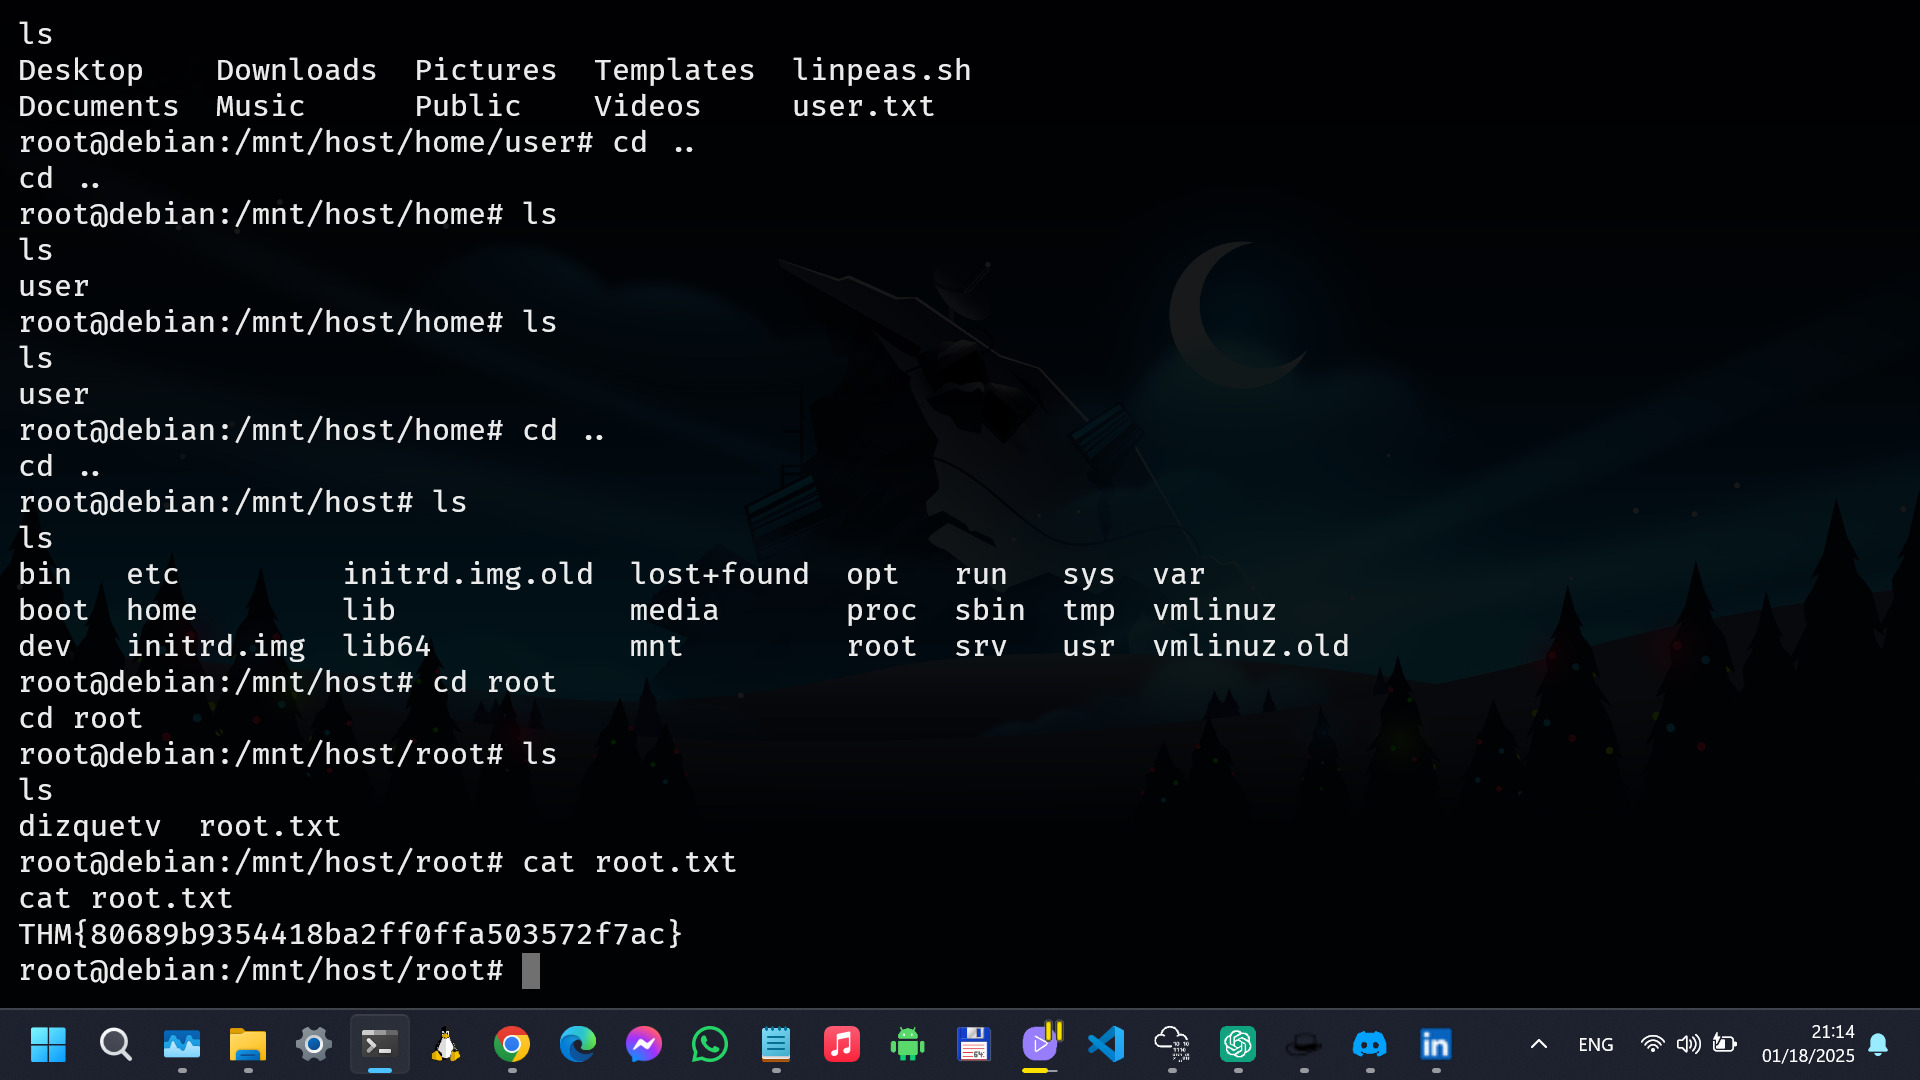 ls
Desktop    Downloads  Pictures  Templates  linpeas.sh
Documents  Music      Public    Videos     user.txt
root@debian:/mnt/host/home/user# cd ..
cd ..
root@debian:/mnt/host/home# ls
ls
user
root@debian:/mnt/host/home# ls
ls
user
root@debian:/mnt/host/home# cd ..
cd ..
root@debian:/mnt/host# ls
ls
bin   etc         initrd.img.old  lost+found  opt   run   sys  var
boot  home        lib             media       proc  sbin  tmp  vmlinuz
dev   initrd.img  lib64           mnt         root  srv   usr  vmlinuz.old
root@debian:/mnt/host# cd root
cd root
root@debian:/mnt/host/root# ls
ls
dizquetv  root.txt
root@debian:/mnt/host/root# cat root.txt
cat root.txt
THM{80689b9354418ba2ff0ffa503572f7ac}
root@debian:/mnt/host/root#
ENG
21:14
01/18/2025